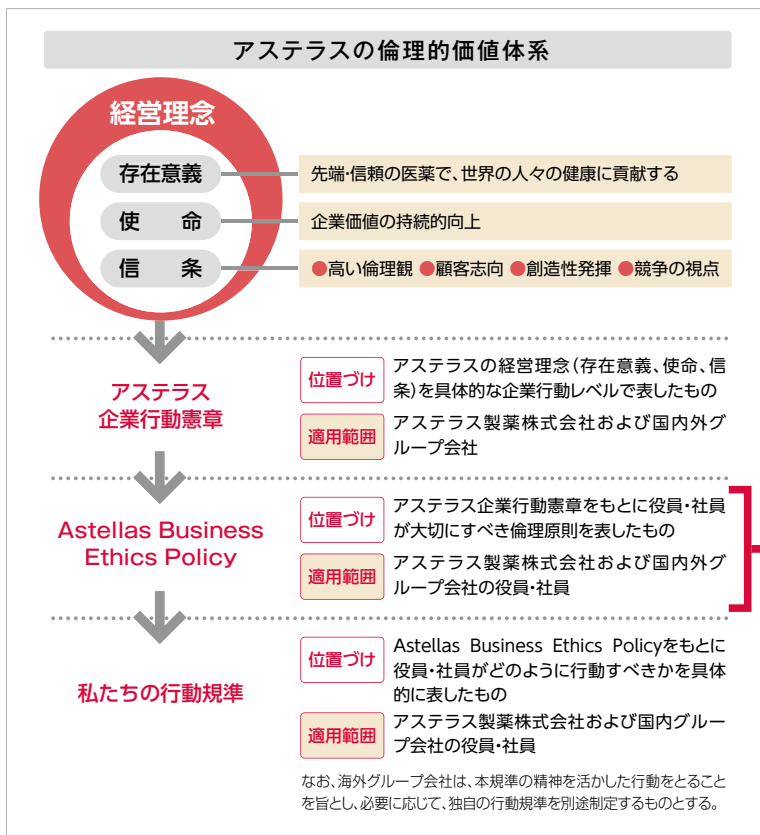 アステラスの倫理的価値体系
経営理念
存在意義
先端・信頼の医薬で、世界の人々の健康に貢献する
使　命
企業価値の持続的向上
信　条
●高い倫理観 ●顧客志向 ●創造性発揮 ●競争の視点
アステラス
企業行動憲章
位置づけ
アステラスの経営理念(存在意義、使命、信
条)を具体的な企業行動レベルで表したもの
適用範囲
アステラス製薬株式会社および国内外グ
ループ会社
Astellas Business
Ethics Policy
位置づけ
アステラス企業行動憲章をもとに役員・社員
が大切にすべき倫理原則を表したもの
適用範囲
アステラス製薬株式会社および国内外グ
ループ会社の役員・社員
私たちの行動規準
位置づけ
Astellas Business Ethics Policyをもとに
役員・社員がどのように行動すべきかを具体
的に表したもの
適用範囲
アステラス製薬株式会社および国内グルー
プ会社の役員・社員
なお、海外グループ会社は、本規準の精神を活かした行動をとること
を旨とし、必要に応じて、独自の行動規準を別途制定するものとする。